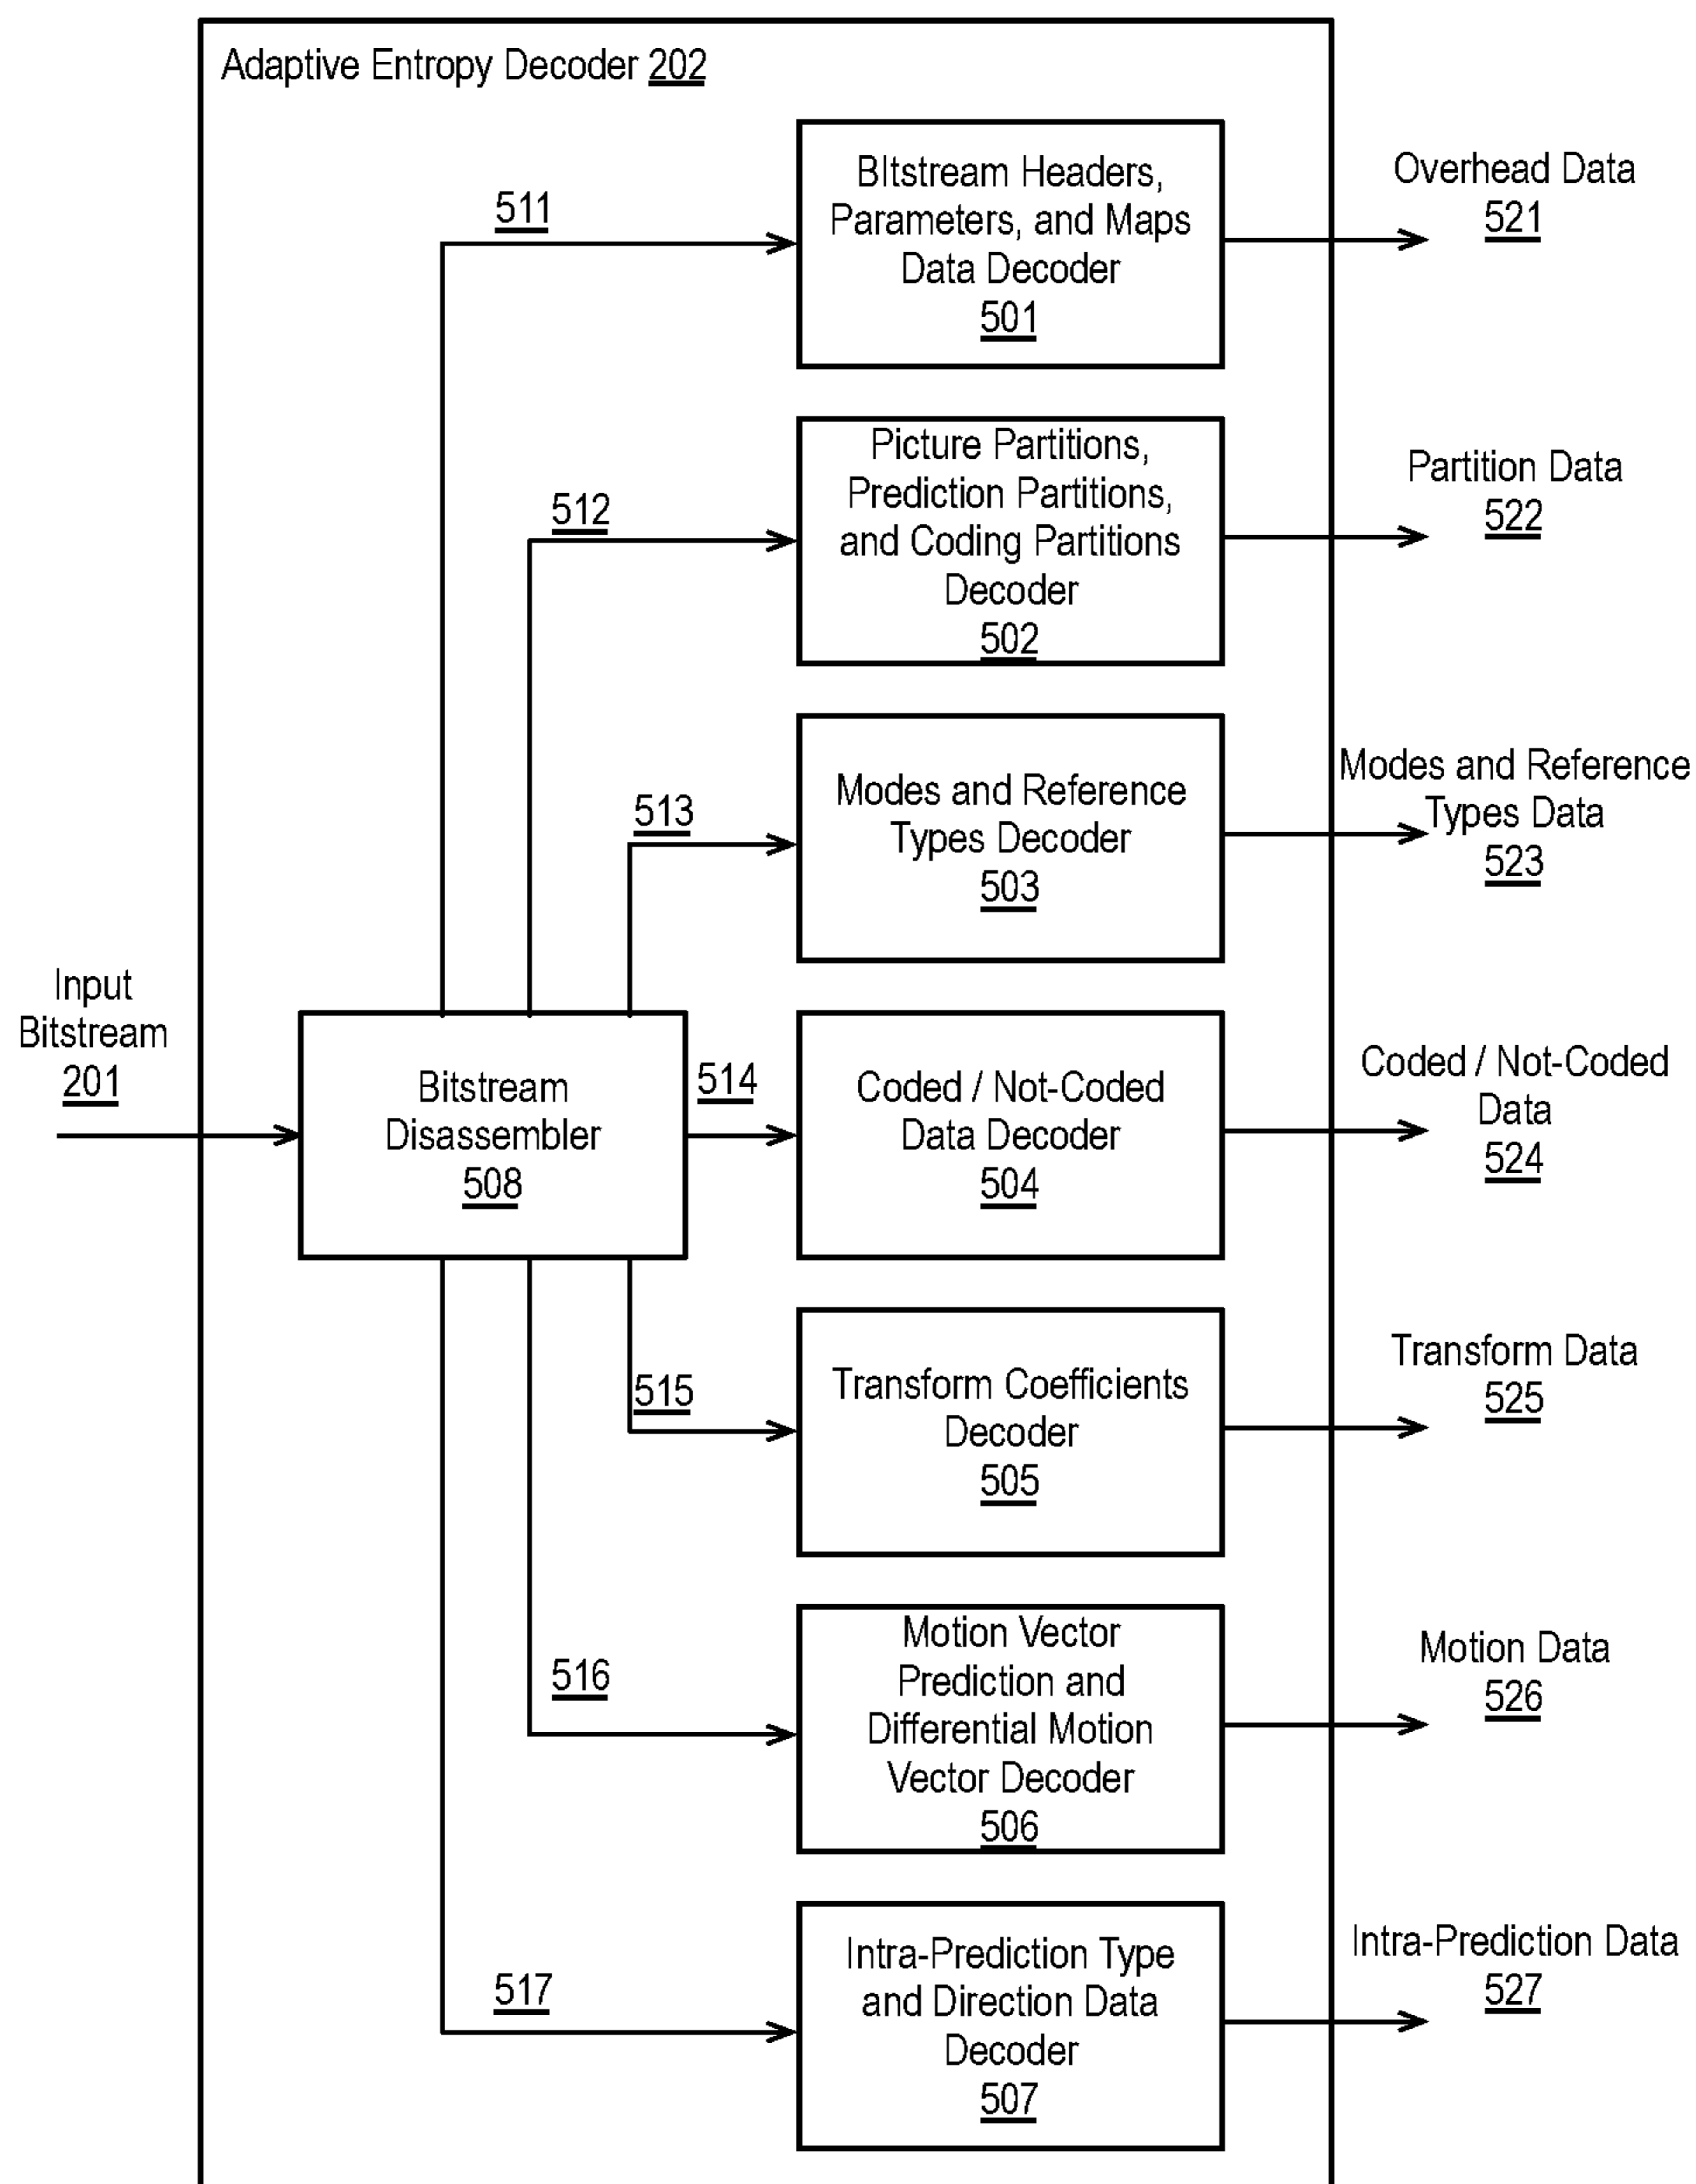 Adaptive Entropy Decoder 202
BItstream Headers,
Parameters, and Maps
Data Decoder
501
511
Overhead Data
521
Picture Partitions,
Prediction Partitions,
and Coding Partitions
Decoder
502
512
Partition Data
522
Modes and Reference
Types Decoder
503
513
Modes and Reference
Types Data
523
Input
Bitstream
201
Bitstream
Disassembler
508
514
Coded / Not-Coded
Data Decoder
504
Coded / Not-Coded
Data
524
515
Transform Coefficients
Decoder
505
Transform Data
525
516
Motion Vector
Prediction and
Differential Motion
Vector Decoder
506
Motion Data
526
517
Intra-Prediction Type
and Direction Data
Decoder
507
Intra-Prediction Data
527